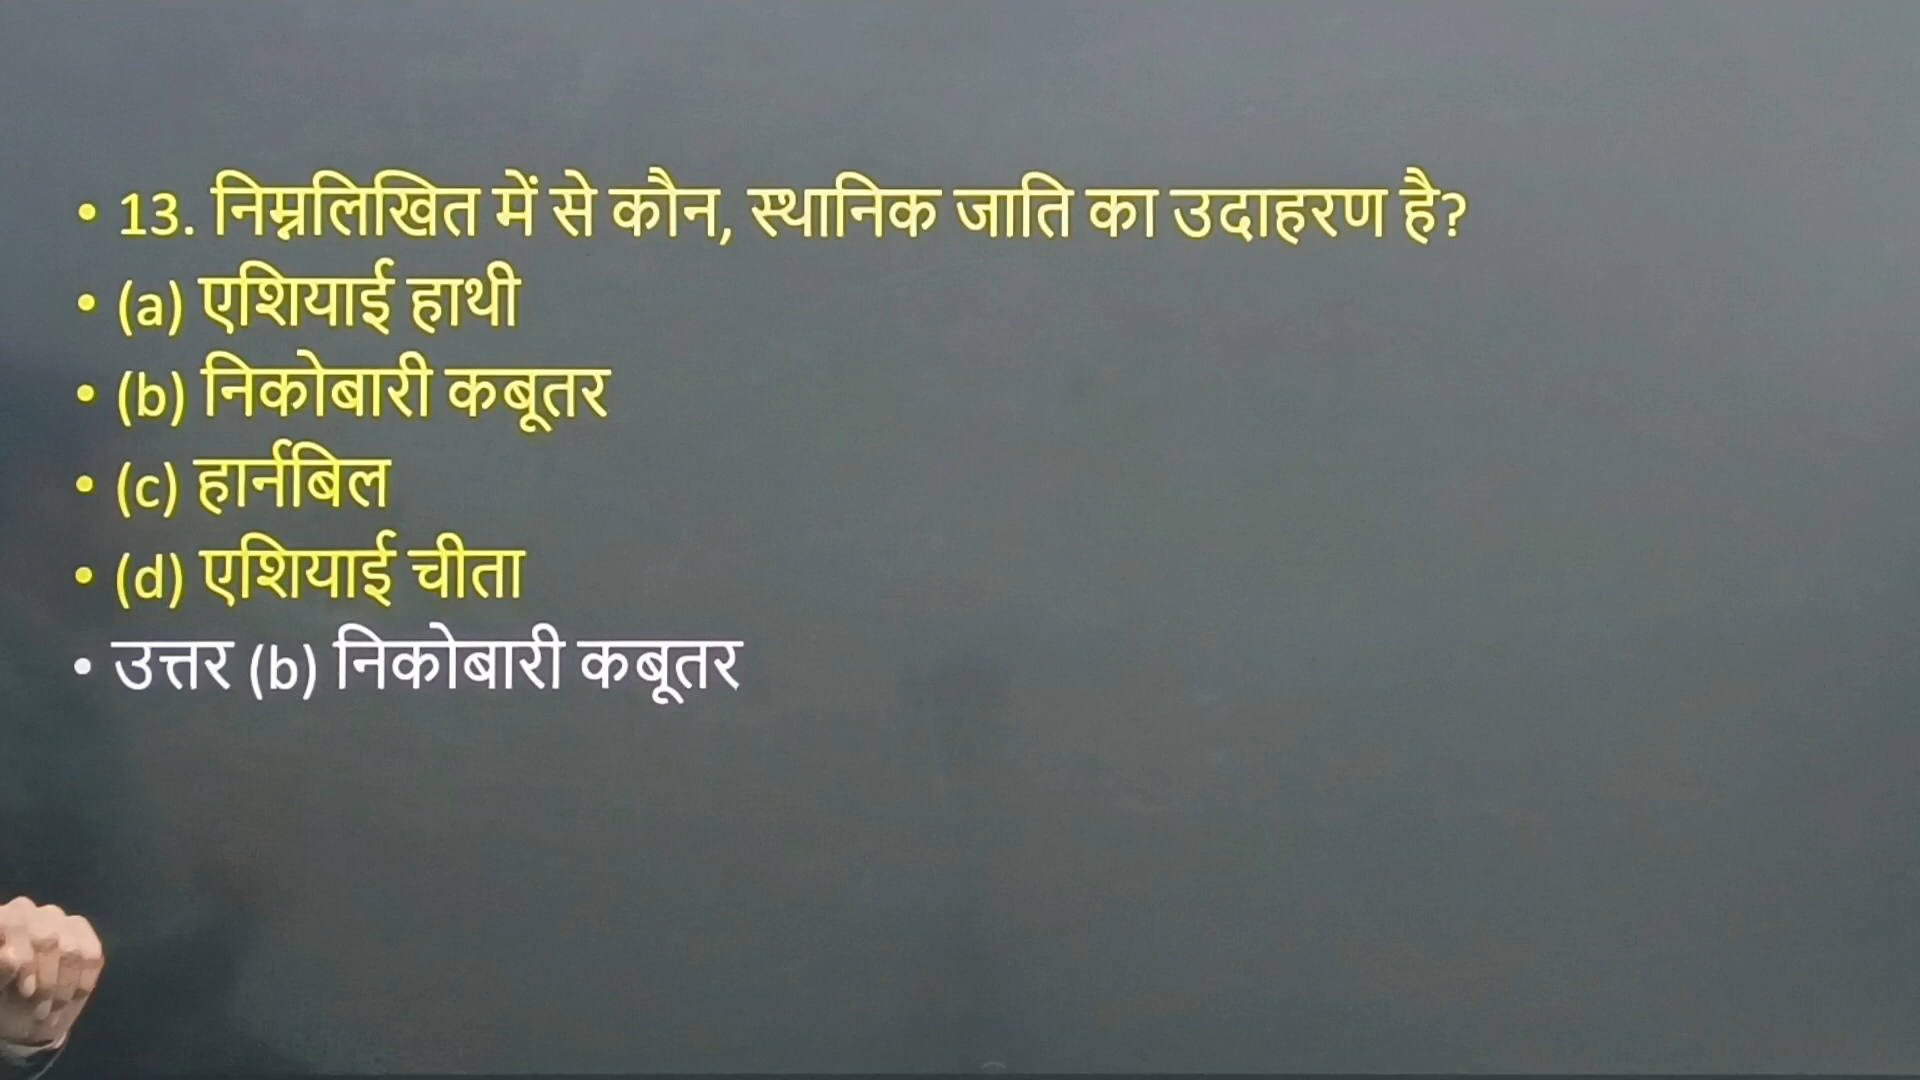 • 13. निम्नलिखित में से कौन, स्थानिक जाति का उदाहरण है?
• (a) एशियाई हाथी
• (b) निकोबारी कबूतर
• (c) हार्नबिल
• (d) एशियाई चीता
• उत्तर (b) निकोबारी कबूतर